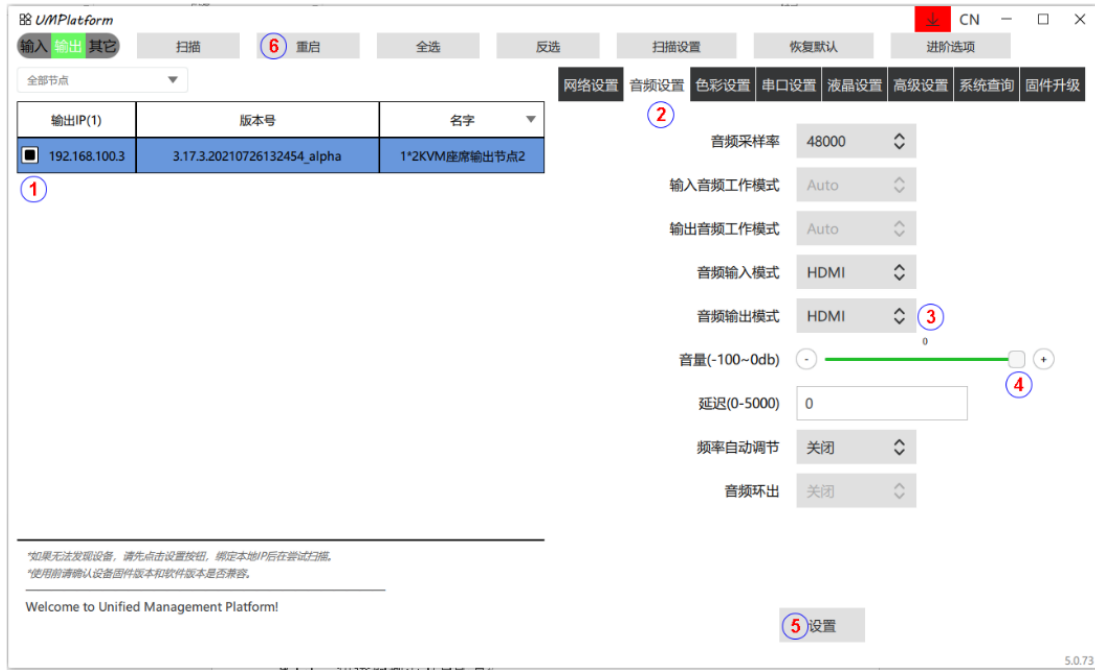 UMPlatform
CN
输入 输出 其它 扫描 6 重启 全选 反选 扫描设置 恢复默认 进阶选项
全部节点
网络设置 音频设置 色彩设置 串口设置 液晶设置 高级设置 系统查询 固件升级
2
输出IP(1) 版本号 名字
192.168.100.3 3.17.3.20210726132454_alpha 1*2KVM座席输出节点2
1
音频采样率 48000
输入音频工作模式 Auto
输出音频工作模式 Auto
音频输入模式 HDMI
音频输出模式 HDMI 3
0
音量(-100~0db) - +
4
延迟(0-5000) 0
频率自动调节 关闭
音频环出 关闭
*如果无法发现设备，请先点击设置按钮，绑定本地IP后在尝试扫描。
*使用前请确认设备固件版本和软件版本是否兼容。
Welcome to Unified Management Platform!
5 设置
5.0.73